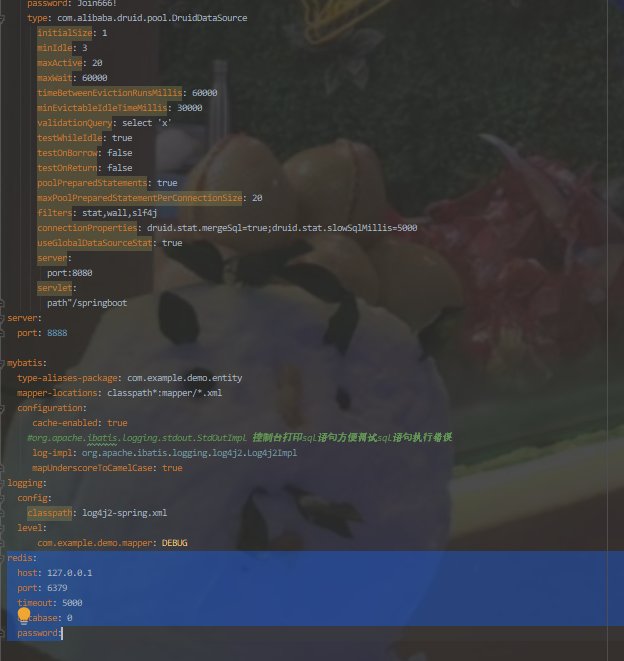 password: Join666!
type: com.alibaba.druid.pool.DruidDataSource
initialSize: 1
minIdle: 3
maxActive: 20
maxWait: 60000
timeBetweenEvictionRunsMillis: 60000
minEvictableIdleTimeMillis: 30000
validationQuery: select 'x'
testWhileIdle: true
testOnBorrow: false
testOnReturn: false
poolPreparedStatements: true
maxPoolPreparedStatementPerConnectionSize: 20
filters: stat,wall,slf4j
connectionProperties: druid.stat.mergeSql=true;druid.stat.slowSqlMillis=5000
useGlobalDataSourceStat: true
server:
port:8080
servlet:
path"/springboot
server:
port: 8888
mybatis:
type-aliases-package: com.example.demo.entity
mapper-locations: classpath*:mapper/*.xml
configuration:
cache-enabled: true
#org.apache.ibatis.logging.stdout.StdOutImpl 控制台打印sql语句方便调试sql语句执行错误
log-impl: org.apache.ibatis.logging.log4j2.Log4j2Impl
mapUnderscoreToCamelCase: true
logging:
config:
classpath: log4j2-spring.xml
level:
com.example.demo.mapper: DEBUG
redis:
host: 127.0.0.1
port: 6379
timeout: 5000
tabase: 0
password: